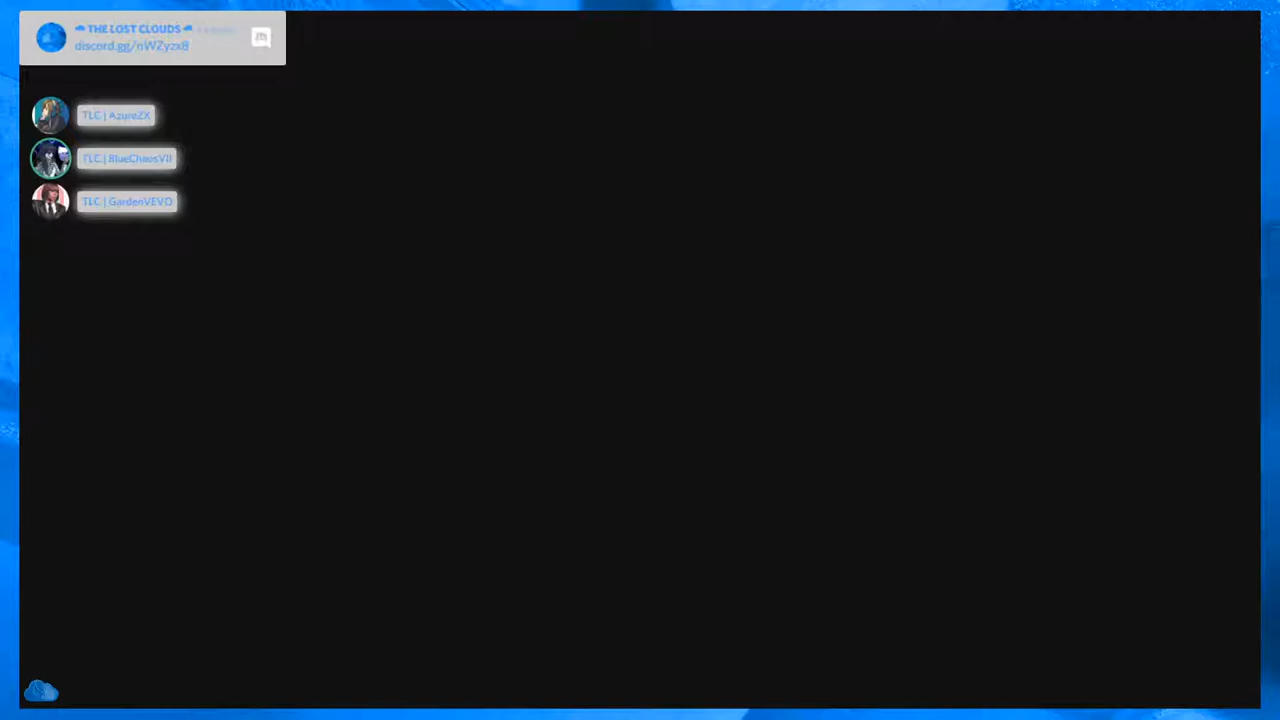 THE LOST CLOUDS
discord.gg/nWZyzx8
TLC | AzureZX
TLC | BlueChaosVII
TLC | GardenVEVO